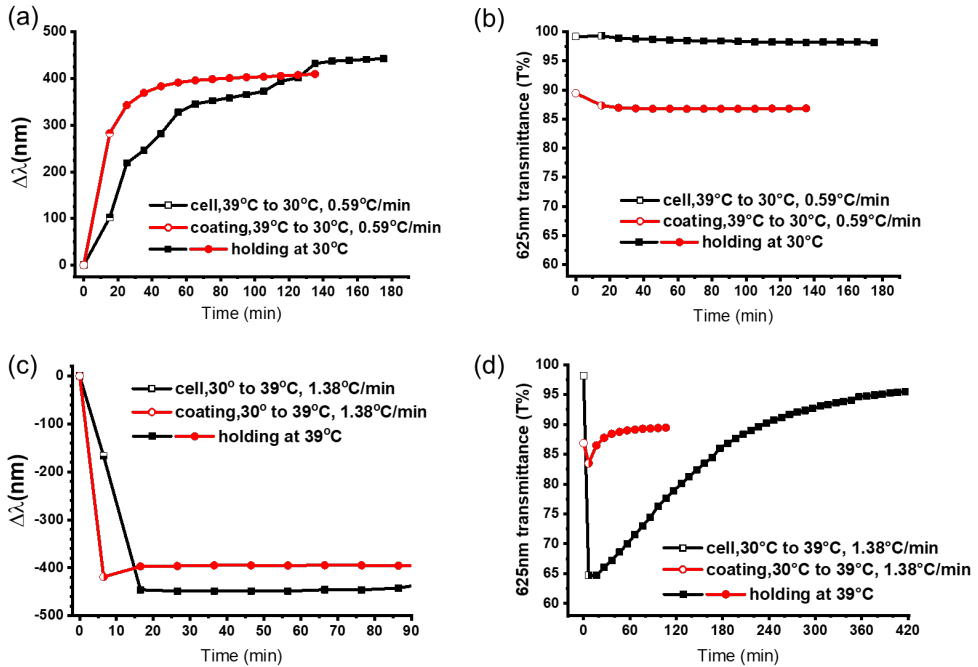 (a)
500
400
300
200
100
0
Δλ(nm)
cell,39°C to 30°C, 0.59°C/min
coating,39°C to 30°C, 0.59°C/min
holding at 30°C
0 20 40 60 80 100 120 140 160 180
Time (min)
(b)
100
95
90
85
80
75
70
65
60
625nm transmittance (T%)
cell,39°C to 30°C, 0.59°C/min
coating,39°C to 30°C, 0.59°C/min
holding at 30°C
0 20 40 60 80 100 120 140 160 180
Time (min)
(c)
0
-100
-200
-300
-400
-500
Δλ(nm)
cell,30° to 39°C, 1.38°C/min
coating,30° to 39°C, 1.38°C/min
holding at 39°C
0 10 20 30 40 50 60 70 80 90
Time (min)
(d)
100
95
90
85
80
75
70
65
60
625nm transmittance (T%)
cell,30°C to 39°C, 1.38°C/min
coating,30°C to 39°C, 1.38°C/min
holding at 39°C
0 60 120 180 240 300 360 420
Time (min)